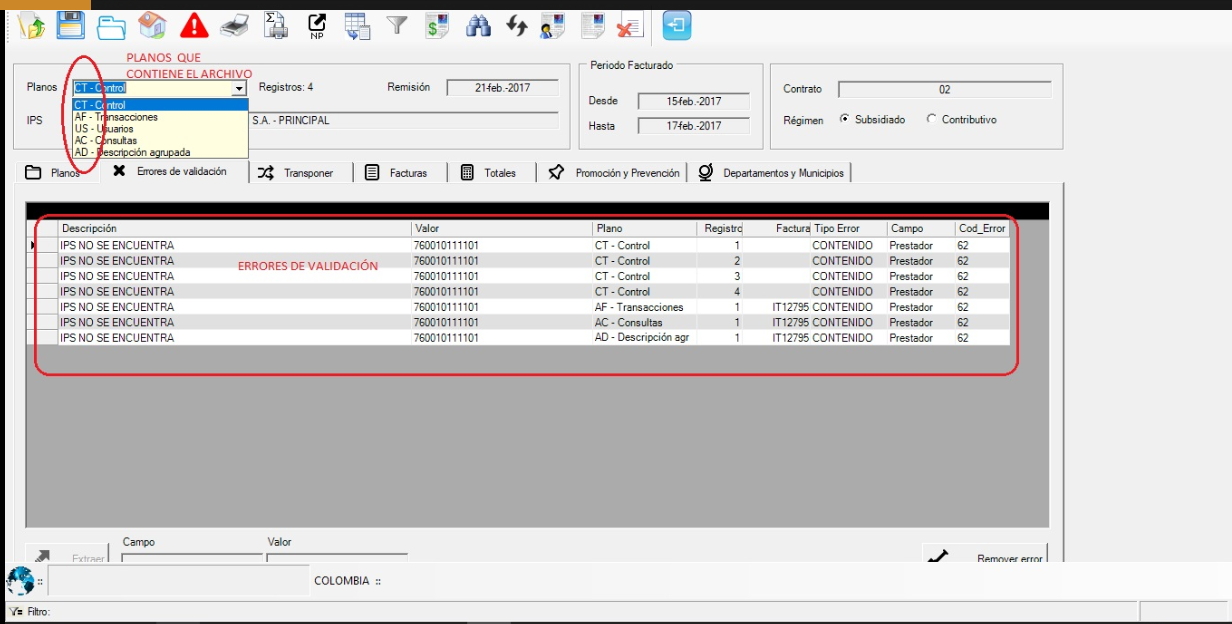 NP
PLANOS QUE
CONTIENE EL ARCHIVO
Planos CT - Control Registros: 4 Remisión 21-feb.-2017
CT - Control
AF - Transacciones
US - Usuarios
AC - Consultas
AD - Descripción agrupada
IPS S.A. - PRINCIPAL
Periodo Facturado
Desde 15-feb.-2017
Hasta 17-feb.-2017
Contrato 02
Régimen Subsidiado Contributivo
Planos Errores de validación Transponer Facturas Totales Promoción y Prevención Departamentos y Municipios
Descripción Valor Plano Registro Factura Tipo Error Campo Cod_Error
IPS NO SE ENCUENTRA 760010111101 CT - Control 1 CONTENIDO Prestador 62
IPS NO SE ENCUENTRA 760010111101 CT - Control 2 CONTENIDO Prestador 62
IPS NO SE ENCUENTRA 760010111101 CT - Control 3 CONTENIDO Prestador 62
IPS NO SE ENCUENTRA 760010111101 CT - Control 4 CONTENIDO Prestador 62
IPS NO SE ENCUENTRA 760010111101 AF - Transacciones 1 IT12795 CONTENIDO Prestador 62
IPS NO SE ENCUENTRA 760010111101 AC - Consultas 1 IT12795 CONTENIDO Prestador 62
IPS NO SE ENCUENTRA 760010111101 AD - Descripción agr 1 IT12795 CONTENIDO Prestador 62
ERRORES DE VALIDACIÓN
Extraer Campo Valor Remover error
:: COLOMBIA ::
Filtro: